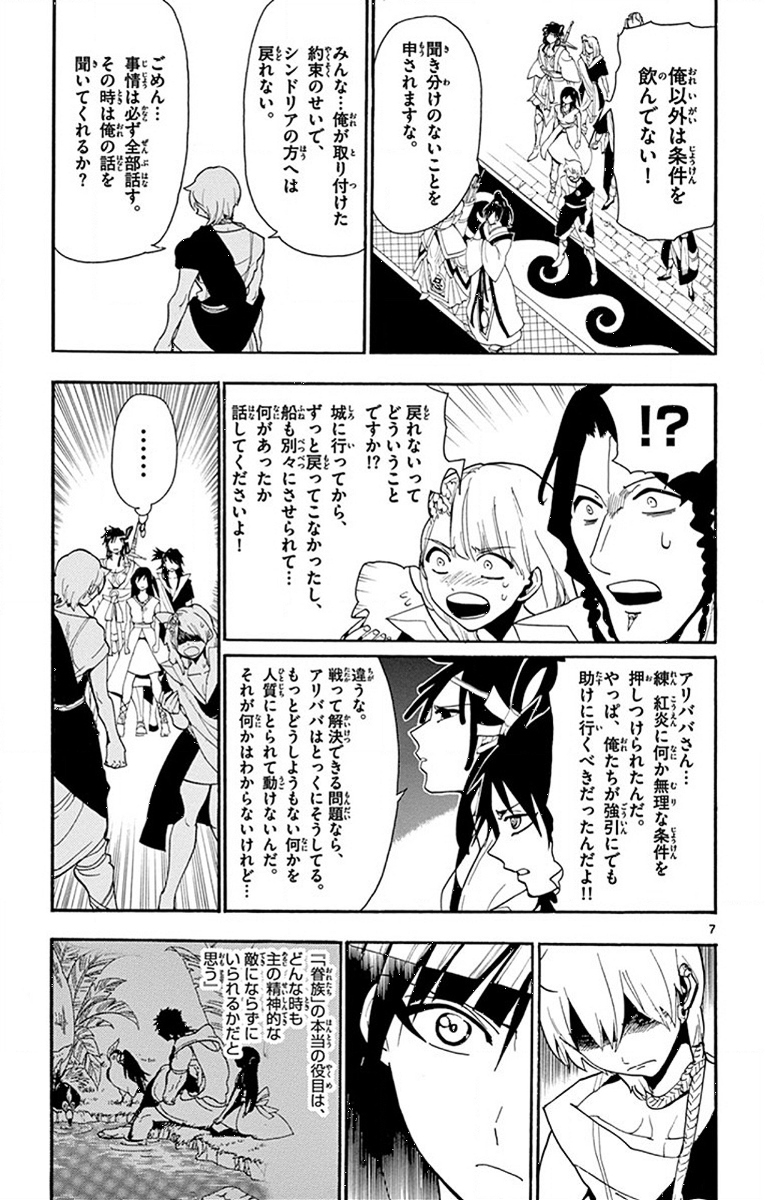 俺以外は条件を
飲んでない！
聞き分けのないことを
申されますな。
みんな…俺が取り付けた
約束のせいで、
シンドリアの方へは
戻れない。
ごめん…
事情は必ず全部話す。
その時は俺の話を
聞いてくれるか？
!?
戻れないって
どういうこと
ですか!?
城に行ってから、
ずっと戻ってこなかったし、
船も別々にさせられて…
何があったか
話してくださいよ！
……
アリババさん…
練 紅炎に何か無理な条件を
押しつけられたんだ。
やっぱ、俺たちが強引にでも
助けに行くべきだったんだよ!!
違うな。
戦って解決できる問題なら、
アリババはとっくにそうしてる。
もっとどうしようもない何かを
人質にとられて動けないんだ。
それが何かはわからないけれど…
7
「眷族」の本当の役目は、
どんな時も
主の精神的な
敵にならずに
いられるかだと
思う」